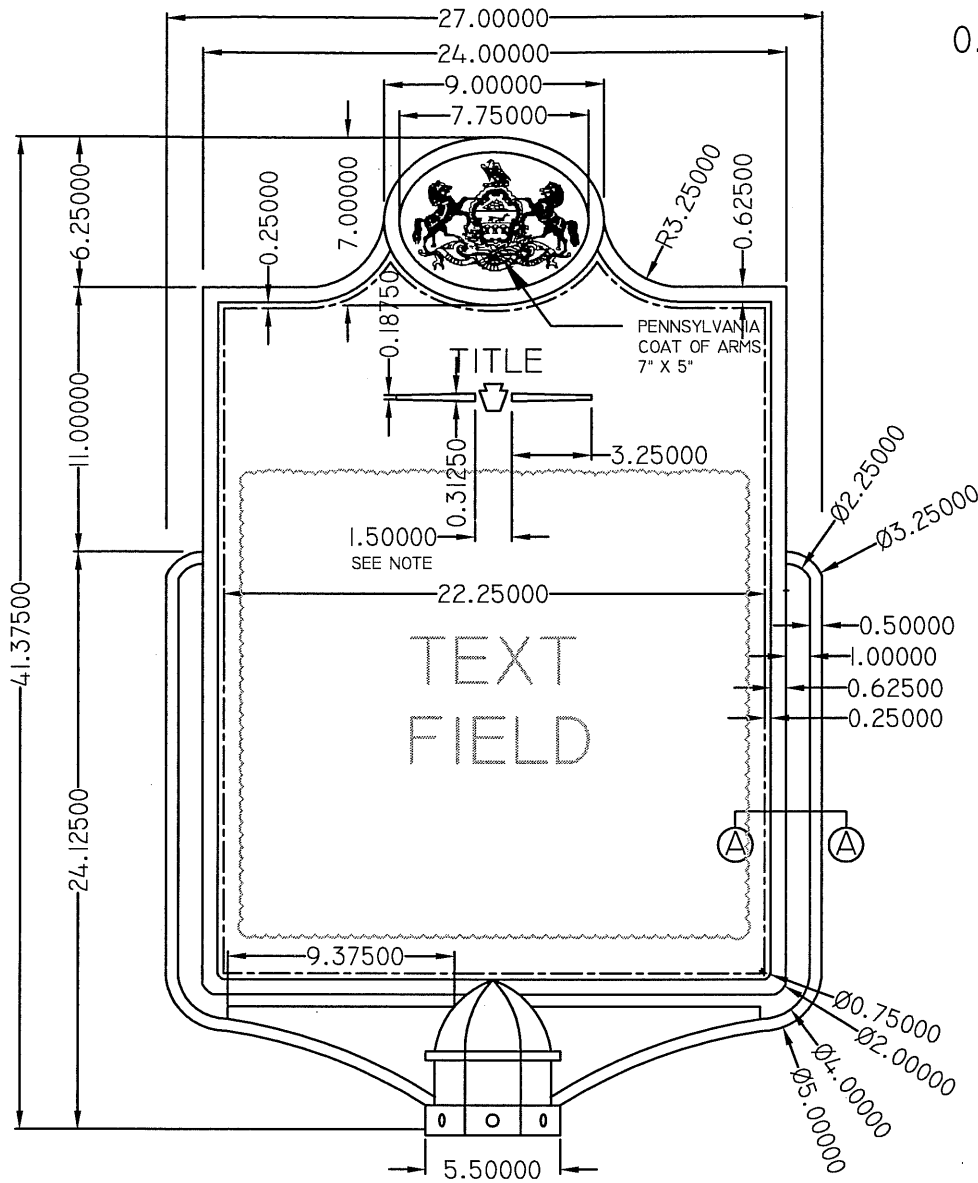 27.00000
0.
24.00000
9.00000
7.75000
6.25000
0.25000
7.00000
R3.25000
0.62500
0.18750
PENNSYLVANIA
COAT OF ARMS
7" X 5"
TITLE
11.00000
3.25000
0.31250
1.50000
SEE NOTE
Ø2.25000
Ø3.25000
22.25000
41.37500
TEXT
FIELD
0.50000
1.00000
0.62500
0.25000
24.12500
A A
9.37500
Ø0.75000
Ø2.00000
Ø4.00000
Ø5.00000
5.50000